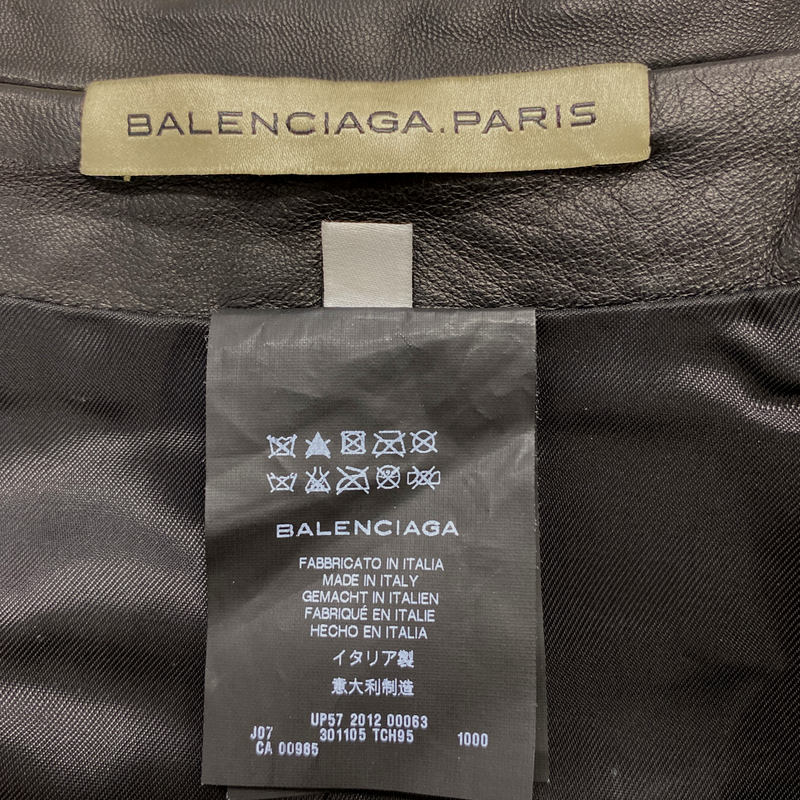 BALENCIAGA.PARIS
BALENCIAGA
FABBRICATO IN ITALIA
MADE IN ITALY
GEMACHT IN ITALIEN
FABRIQUÉ EN ITALIE
HECHO EN ITALIA
イタリア製
意大利制造
UP57 2012 00063
J07 301105 TCH95 1000
CA 00985